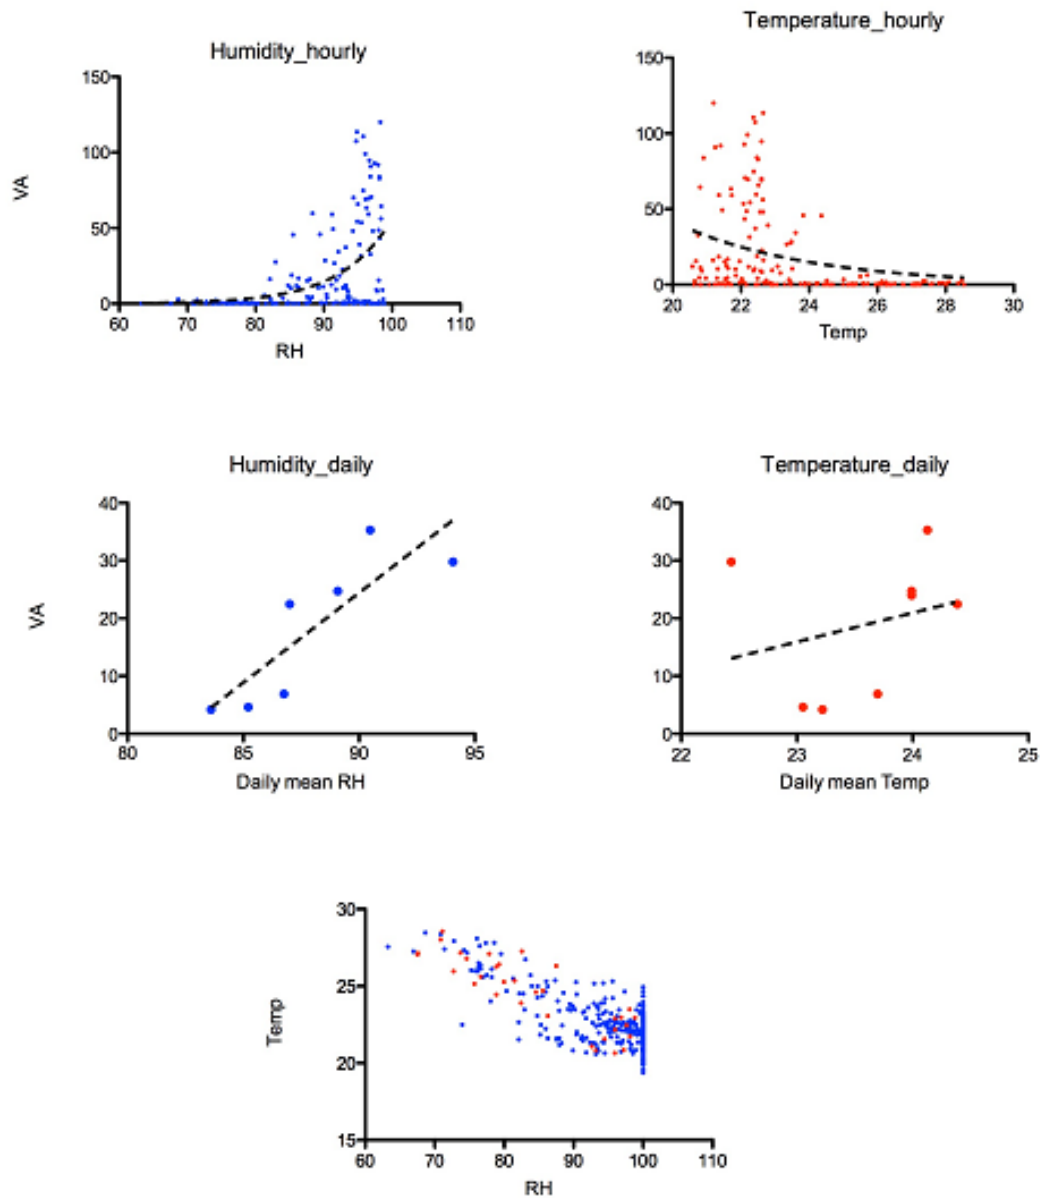 Humidity_hourly
150
100
50
0
60 70 80 90 100 110
RH
VA
Temperature_hourly
150
100
50
0
20 22 24 26 28 30
Temp
Humidity_daily
40
30
20
10
0
80 85 90 95
Daily mean RH
VA
Temperature_daily
40
30
20
10
0
22 23 24 25
Daily mean Temp
30
25
20
15
60 70 80 90 100 110
RH
Temp